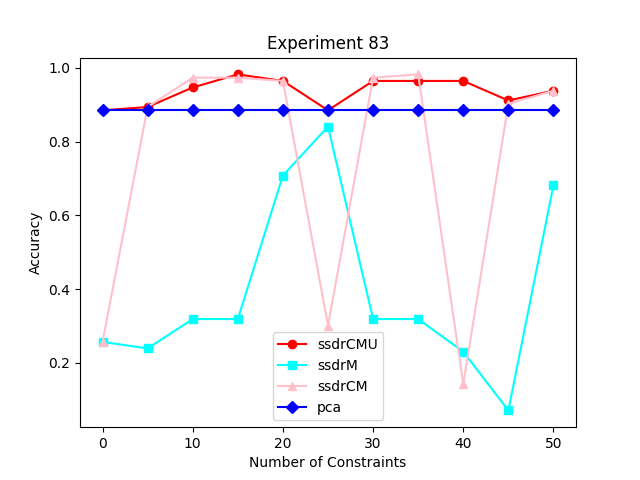 Experiment 83
1.0
0.8
0.6
0.4
0.2
Accuracy
ssdrCMU
ssdrM
ssdrCM
pca
0
10
20
30
40
50
Number of Constraints